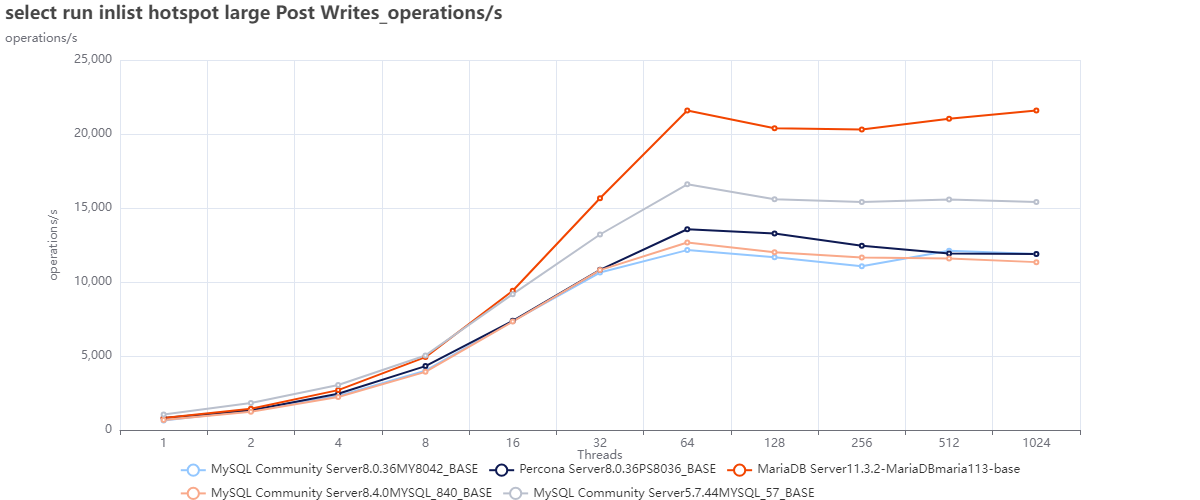 select run inlist hotspot large Post Writes_operations/s
operations/s
25,000
20,000
15,000
10,000
5,000
0
operations/s
1 2 4 8 16 32 64 128 256 512 1024
Threads
MySQL Community Server8.0.36MY8042_BASE Percona Server8.0.36PS8036_BASE MariaDB Server11.3.2-MariaDBmaria113-base
MySQL Community Server8.4.0MYSQL_840_BASE MySQL Community Server5.7.44MYSQL_57_BASE